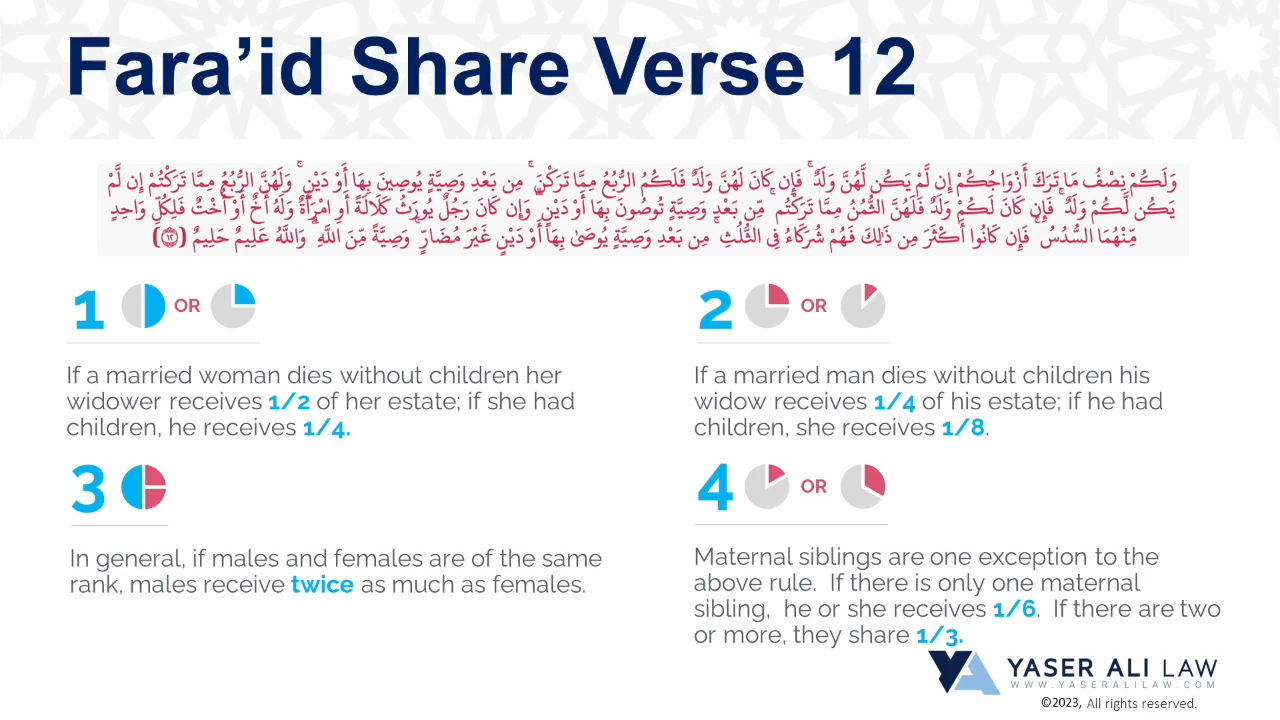 Fara’id Share Verse 12
وَلَكُمْ نِصْفُ مَا تَرَكَ أَزْوَاجُكُمْ إِن لَّمْ يَكُن لَّهُنَّ وَلَدٌ ۚ فَإِن كَانَ لَهُنَّ وَلَدٌ فَلَكُمُ الرُّبُعُ مِمَّا تَرَكْنَ ۚ مِن بَعْدِ وَصِيَّةٍ يُوصِينَ بِهَا أَوْ دَيْنٍ ۚ وَلَهُنَّ الرُّبُعُ مِمَّا تَرَكْتُمْ إِن لَّمْ
يَكُن لَّكُمْ وَلَدٌ ۚ فَإِن كَانَ لَكُمْ وَلَدٌ فَلَهُنَّ الثُّمُنُ مِمَّا تَرَكْتُم ۚ مِّن بَعْدِ وَصِيَّةٍ تُوصُونَ بِهَا أَوْ دَيْنٍ ۗ وَإِن كَانَ رَجُلٌ يُورَثُ كَلَالَةً أَوِ امْرَأَةٌ وَلَهُ أَخٌ أَوْ أُخْتٌ فَلِكُلِّ وَاحِدٍ
مِّنْهُمَا السُّدُسُ ۚ فَإِن كَانُوا أَكْثَرَ مِن ذَٰلِكَ فَهُمْ شُرَكَاءُ فِي الثُّلُثِ ۚ مِن بَعْدِ وَصِيَّةٍ يُوصَىٰ بِهَا أَوْ دَيْنٍ غَيْرَ مُضَارٍّ ۚ وَصِيَّةً مِّنَ اللَّهِ ۗ وَاللَّهُ عَلِيمٌ حَلِيمٌ (١٢)
1 OR
If a married woman dies without children her
widower receives 1/2 of her estate; if she had
children, he receives 1/4.
2 OR
If a married man dies without children his
widow receives 1/4 of his estate; if he had
children, she receives 1/8.
3
In general, if males and females are of the same
rank, males receive twice as much as females.
4 OR
Maternal siblings are one exception to the
above rule.  If there is only one maternal
sibling,  he or she receives 1/6.  If there are two
or more, they share 1/3.
YASER ALI LAW
WWW.YASERALILAW.COM
©2023, All rights reserved.